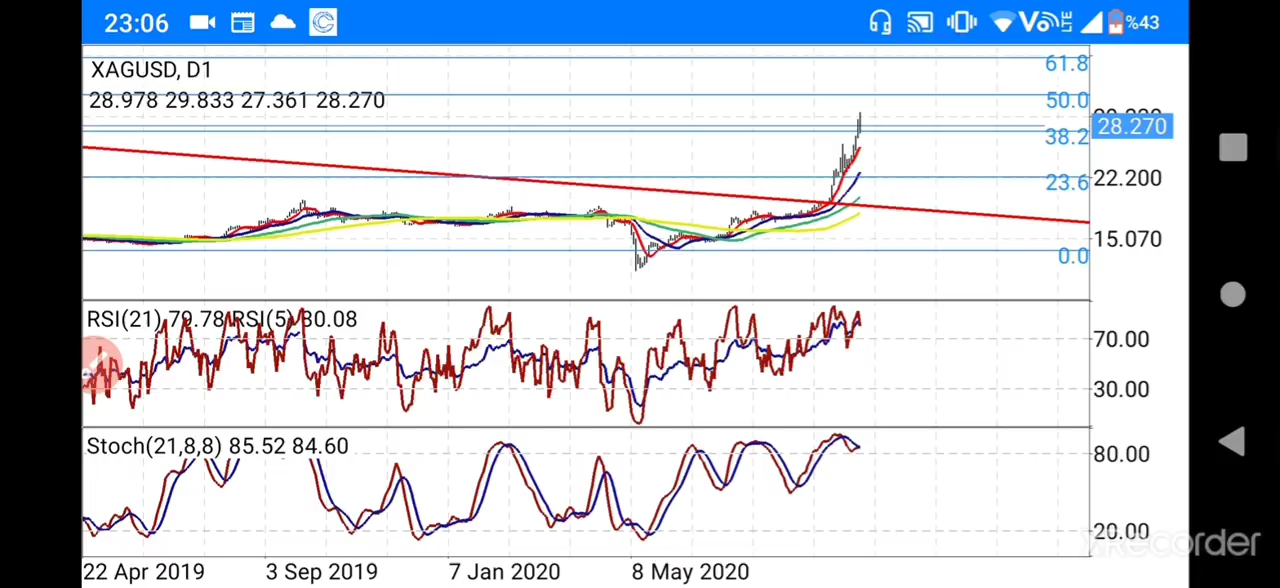 23:06
LTE %43
XAGUSD, D1
28.978 29.833 27.361 28.270
61.8
50.0
28.270
38.2
23.6
22.200
15.070
0.0
RSI(21) 79.78 RSI(5) 80.08
70.00
30.00
Stoch(21,8,8) 85.52 84.60
80.00
20.00
22 Apr 2019 3 Sep 2019 7 Jan 2020 8 May 2020